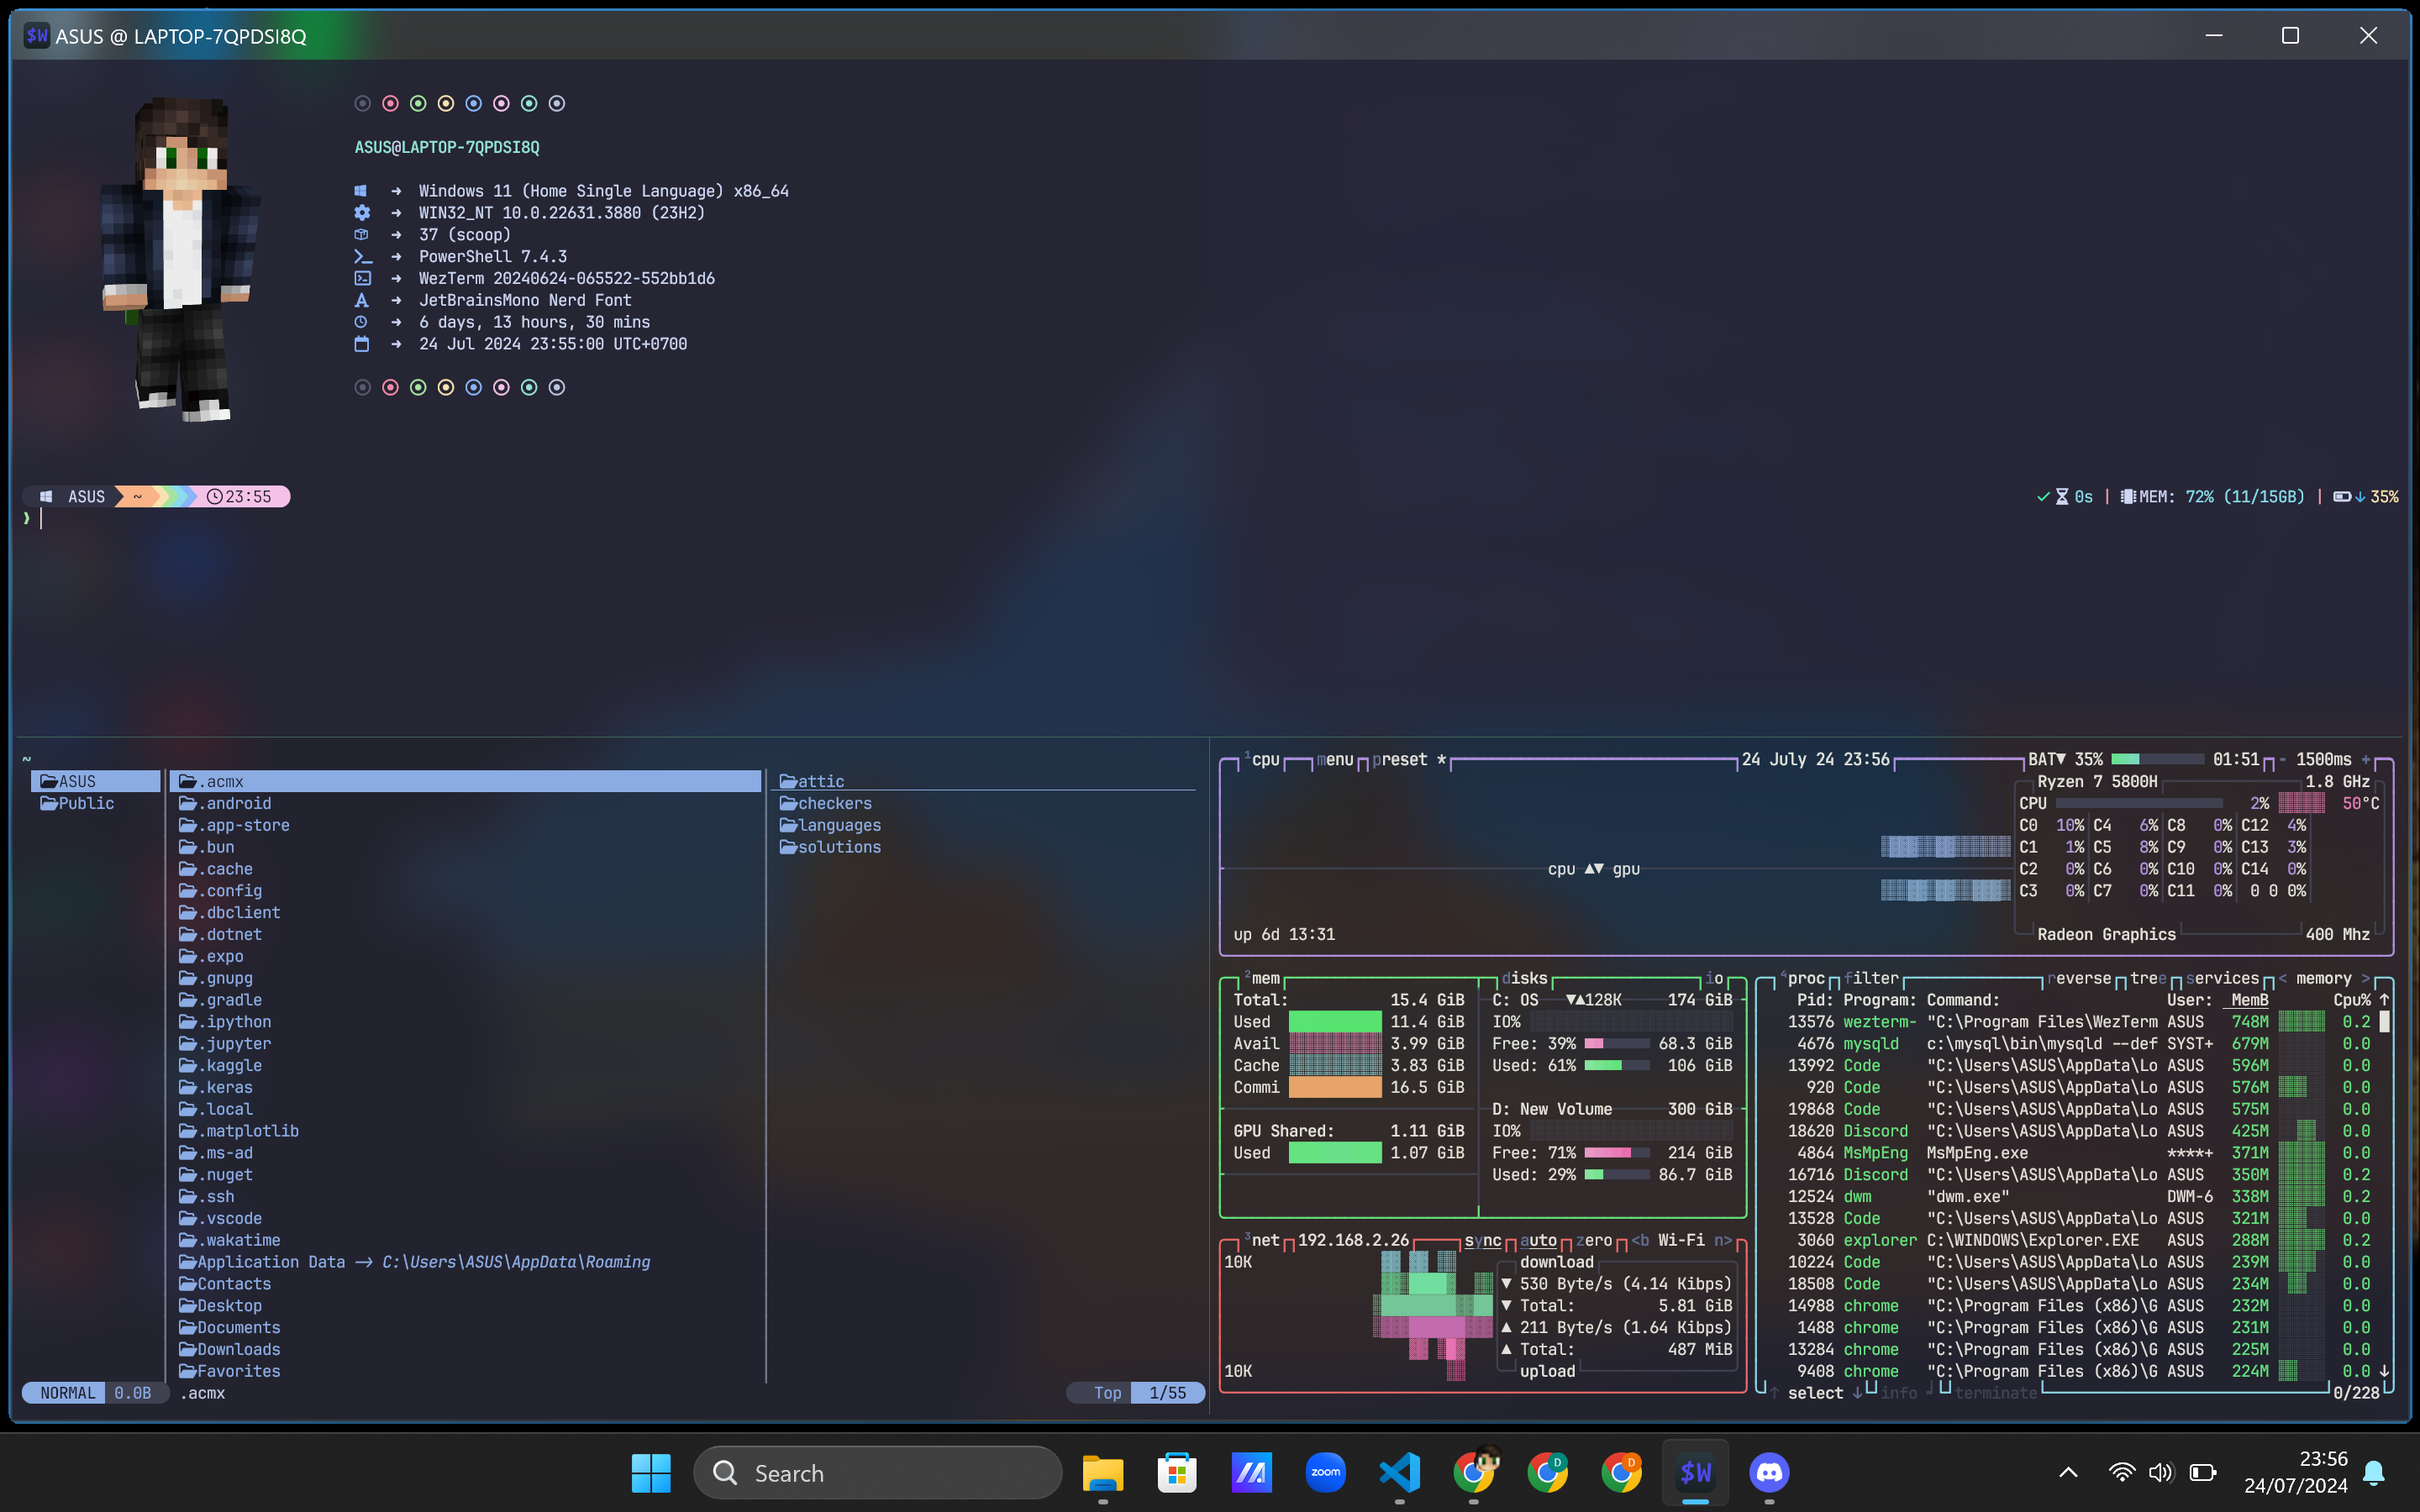 $W ASUS @ LAPTOP-7QPDSI8Q
ASUS@LAPTOP-7QPDSI8Q
➜ Windows 11 (Home Single Language) x86_64
➜ WIN32_NT 10.0.22631.3880 (23H2)
➜ 37 (scoop)
➜ PowerShell 7.4.3
➜ WezTerm 20240624-065522-552bb1d6
➜ JetBrainsMono Nerd Font
➜ 6 days, 13 hours, 30 mins
➜ 24 Jul 2024 23:55:00 UTC+0700
ASUS ~ 23:55
✓ 0s | MEM: 72% (11/15GB) | ↓ 35%
❯
~
ASUS
Public
.acmx
.android
.app-store
.bun
.cache
.config
.dbclient
.dotnet
.expo
.gnupg
.gradle
.ipython
.jupyter
.kaggle
.keras
.local
.matplotlib
.ms-ad
.nuget
.ssh
.vscode
.wakatime
Application Data -> C:\Users\ASUS\AppData\Roaming
Contacts
Desktop
Documents
Downloads
Favorites
attic
checkers
languages
solutions
NORMAL 0.0B .acmx
Top 1/55
¹cpu menu preset * 24 July 24 23:56 BAT▼ 35% 01:51 - 1500ms +
Ryzen 7 5800H 1.8 GHz
CPU 2% 50°C
C0 10% C4 6% C8 0% C12 4%
C1 1% C5 8% C9 0% C13 3%
C2 0% C6 0% C10 0% C14 0%
C3 0% C7 0% C11 0% 0 0 0%
cpu ▲▼ gpu
up 6d 13:31
Radeon Graphics 400 Mhz
²mem
Total: 15.4 GiB
Used 11.4 GiB
Avail 3.99 GiB
Cache 3.83 GiB
Commi 16.5 GiB
GPU Shared: 1.11 GiB
Used 1.07 GiB
disks io
C: OS ▼▲128K 174 GiB
IO%
Free: 39% 68.3 GiB
Used: 61% 106 GiB
D: New Volume 300 GiB
IO%
Free: 71% 214 GiB
Used: 29% 86.7 GiB
³net 192.168.2.26 sync auto zero <b Wi-Fi n>
10K
download
▼ 530 Byte/s (4.14 Kibps)
▼ Total: 5.81 GiB
▲ 211 Byte/s (1.64 Kibps)
▲ Total: 487 MiB
10K
upload
⁴proc filter reverse tree services < memory >
Pid: Program: Command: User: MemB Cpu% ↑
13576 wezterm- "C:\Program Files\WezTerm ASUS 748M 0.2
4676 mysqld c:\mysql\bin\mysqld --def SYST+ 679M 0.0
13992 Code "C:\Users\ASUS\AppData\Lo ASUS 596M 0.0
920 Code "C:\Users\ASUS\AppData\Lo ASUS 576M 0.0
19868 Code "C:\Users\ASUS\AppData\Lo ASUS 575M 0.0
18620 Discord "C:\Users\ASUS\AppData\Lo ASUS 425M 0.0
4864 MsMpEng MsMpEng.exe ****+ 371M 0.0
16716 Discord "C:\Users\ASUS\AppData\Lo ASUS 350M 0.2
12524 dwm "dwm.exe" DWM-6 338M 0.2
13528 Code "C:\Users\ASUS\AppData\Lo ASUS 321M 0.0
3060 explorer C:\WINDOWS\Explorer.EXE ASUS 288M 0.2
10224 Code "C:\Users\ASUS\AppData\Lo ASUS 239M 0.0
18508 Code "C:\Users\ASUS\AppData\Lo ASUS 234M 0.0
14988 chrome "C:\Program Files (x86)\G ASUS 232M 0.0
1488 chrome "C:\Program Files (x86)\G ASUS 231M 0.0
13284 chrome "C:\Program Files (x86)\G ASUS 225M 0.0
9408 chrome "C:\Program Files (x86)\G ASUS 224M 0.0 ↓
↑ select ↓ info ↲ terminate 0/228
Search
zoom
D
D
$W
23:56
24/07/2024